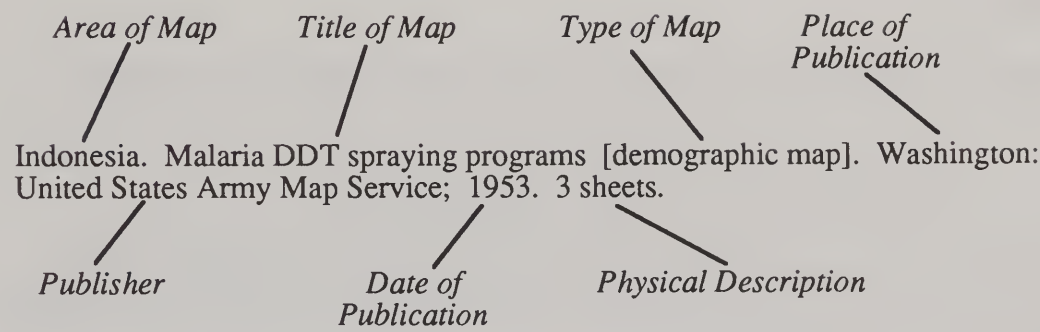 Area of Map Title of Map Type of Map Place of
Publication
Indonesia. Malaria DDT spraying programs [demographic map]. Washington:
United States Army Map Service; 1953. 3 sheets.
Publisher Date of Physical Description
Publication